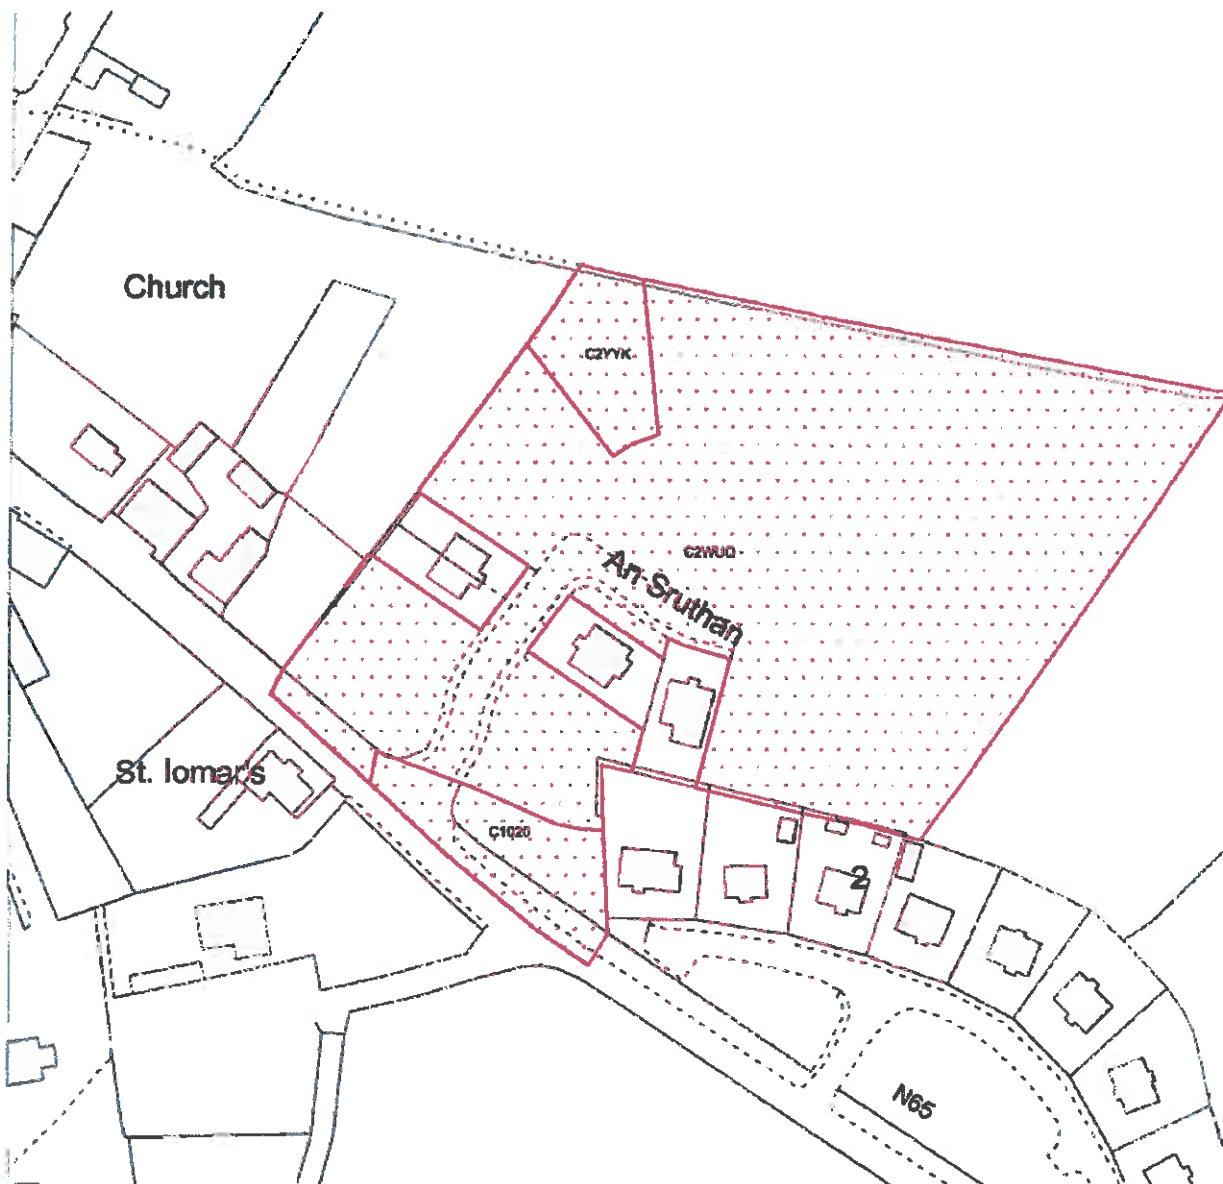 Church
C2YYK
C2WUQ
An Sruthan
St. Iomar's
C1020
2
N65